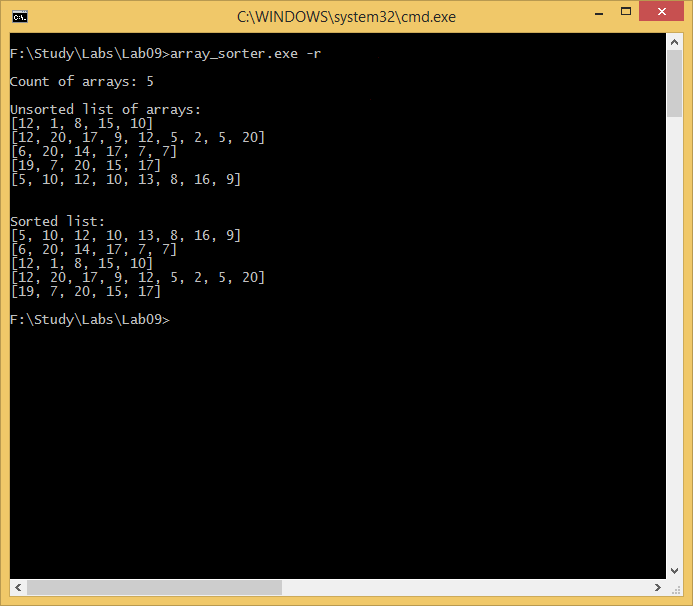 C:\WINDOWS\system32\cmd.exe
F:\Study\Labs\Lab09>array_sorter.exe -r
Count of arrays: 5
Unsorted list of arrays:
[12, 1, 8, 15, 10]
[12, 20, 17, 9, 12, 5, 2, 5, 20]
[6, 20, 14, 17, 7, 7]
[19, 7, 20, 15, 17]
[5, 10, 12, 10, 13, 8, 16, 9]
Sorted list:
[5, 10, 12, 10, 13, 8, 16, 9]
[6, 20, 14, 17, 7, 7]
[12, 1, 8, 15, 10]
[12, 20, 17, 9, 12, 5, 2, 5, 20]
[19, 7, 20, 15, 17]
F:\Study\Labs\Lab09>